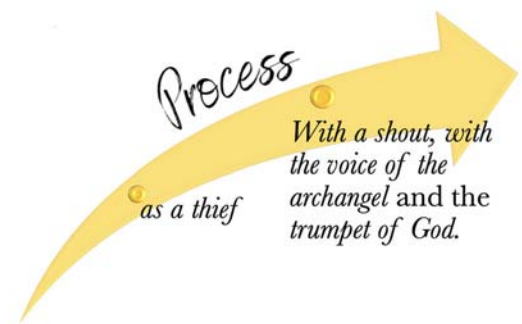 Process
as a thief
With a shout, with
the voice of the
archangel and the
trumpet of God.